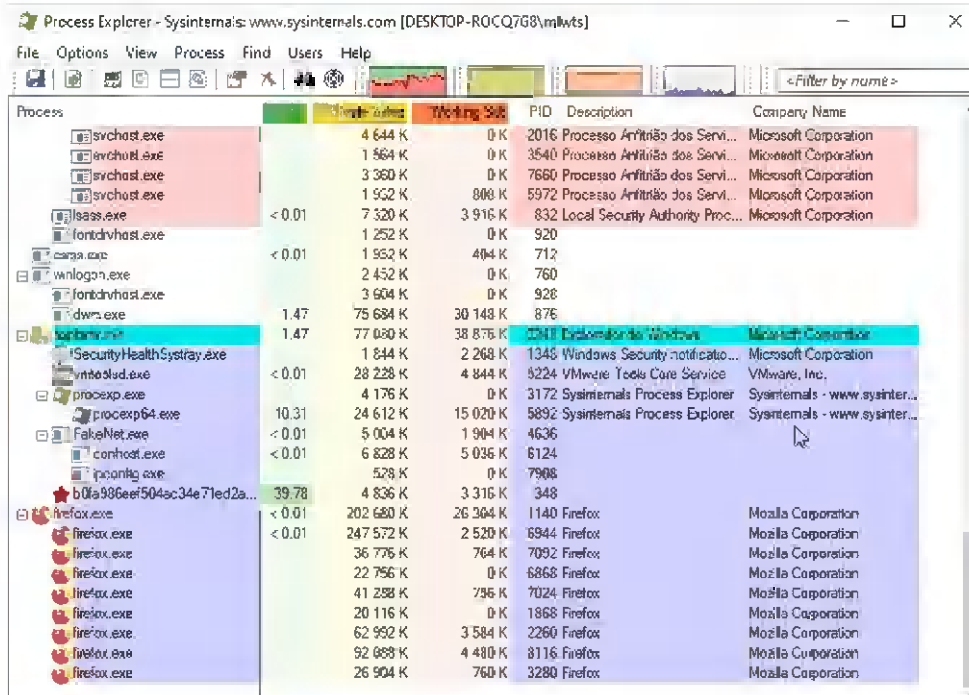 Process Explorer - Sysinternals: www.sysinternals.com [DESKTOP-ROCQ7G8\mlwts]
File Options View Process Find Users Help
<Filter by name>
Process Private Bytes Working Set PID Description Company Name
svchost.exe 4 644 K 0 K 2016 Processo Anfitrião dos Servi... Microsoft Corporation
svchost.exe 1 564 K 0 K 3540 Processo Anfitrião dos Servi... Microsoft Corporation
svchost.exe 3 360 K 0 K 7660 Processo Anfitrião dos Servi... Microsoft Corporation
svchost.exe 1 952 K 808 K 5972 Processo Anfitrião dos Servi... Microsoft Corporation
lsass.exe < 0.01 7 320 K 3 916 K 832 Local Security Authority Proc... Microsoft Corporation
fontdrvhost.exe 1 252 K 0 K 920
csrss.exe < 0.01 1 952 K 404 K 712
winlogon.exe 2 452 K 0 K 760
fontdrvhost.exe 3 604 K 0 K 928
dwm.exe 1.47 75 684 K 30 148 K 876
explorer.exe 1.47 77 080 K 38 876 K Explorador do Windows Microsoft Corporation
SecurityHealthSystray.exe 1 844 K 2 268 K 1348 Windows Security notificatio... Microsoft Corporation
vmtoolsd.exe < 0.01 28 228 K 4 844 K 5224 VMware Tools Core Service VMware, Inc.
procexp.exe 4 176 K 0 K 3172 Sysinternals Process Explorer Sysinternals - www.sysinter...
procexp64.exe 10.31 24 612 K 15 020 K 5892 Sysinternals Process Explorer Sysinternals - www.sysinter...
FakeNet.exe < 0.01 5 004 K 1 904 K 4636
conhost.exe < 0.01 6 828 K 5 036 K 6124
ipconfig.exe 528 K 0 K 7908
b0fa986eef504ac34e71ed2a... 39.78 4 836 K 3 316 K 348
firefox.exe < 0.01 202 680 K 26 304 K 1140 Firefox Mozilla Corporation
firefox.exe < 0.01 247 572 K 2 520 K 6944 Firefox Mozilla Corporation
firefox.exe 36 776 K 764 K 7092 Firefox Mozilla Corporation
firefox.exe 22 756 K 0 K 6868 Firefox Mozilla Corporation
firefox.exe 41 288 K 796 K 7024 Firefox Mozilla Corporation
firefox.exe 20 116 K 0 K 1868 Firefox Mozilla Corporation
firefox.exe 62 992 K 3 584 K 2260 Firefox Mozilla Corporation
firefox.exe 92 088 K 4 480 K 8116 Firefox Mozilla Corporation
firefox.exe 26 904 K 760 K 3280 Firefox Mozilla Corporation